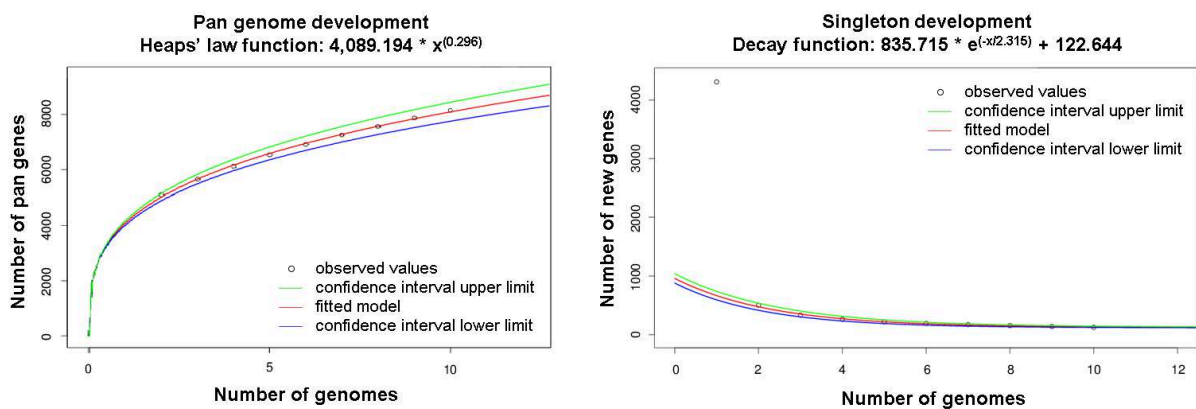 Pan genome development
Heaps' law function: 4,089.194 * x(0.296)
Number of pan genes
0
2000
4000
6000
8000
0
5
10
Number of genomes
observed values
confidence interval upper limit
fitted model
confidence interval lower limit
Singleton development
Decay function: 835.715 * e(-x/2.315) + 122.644
Number of new genes
0
1000
2000
3000
4000
0
2
4
6
8
10
12
Number of genomes
observed values
confidence interval upper limit
fitted model
confidence interval lower limit